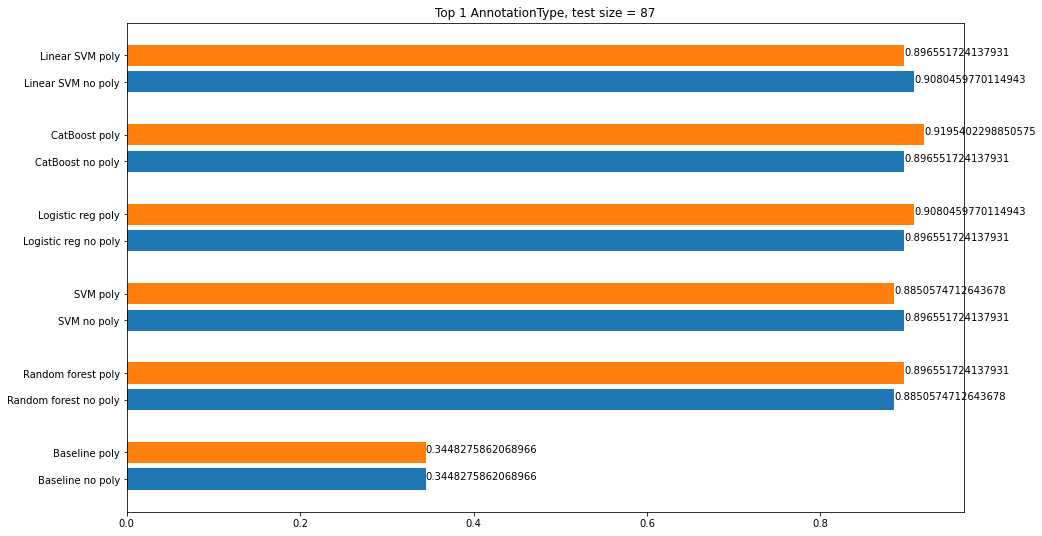 Top 1 AnnotationType, test size = 87
Linear SVM poly 0.896551724137931
Linear SVM no poly 0.9080459770114943
CatBoost poly 0.9195402298850575
CatBoost no poly 0.896551724137931
Logistic reg poly 0.9080459770114943
Logistic reg no poly 0.896551724137931
SVM poly 0.8850574712643678
SVM no poly 0.896551724137931
Random forest poly 0.896551724137931
Random forest no poly 0.8850574712643678
Baseline poly 0.3448275862068966
Baseline no poly 0.3448275862068966
0.0 0.2 0.4 0.6 0.8